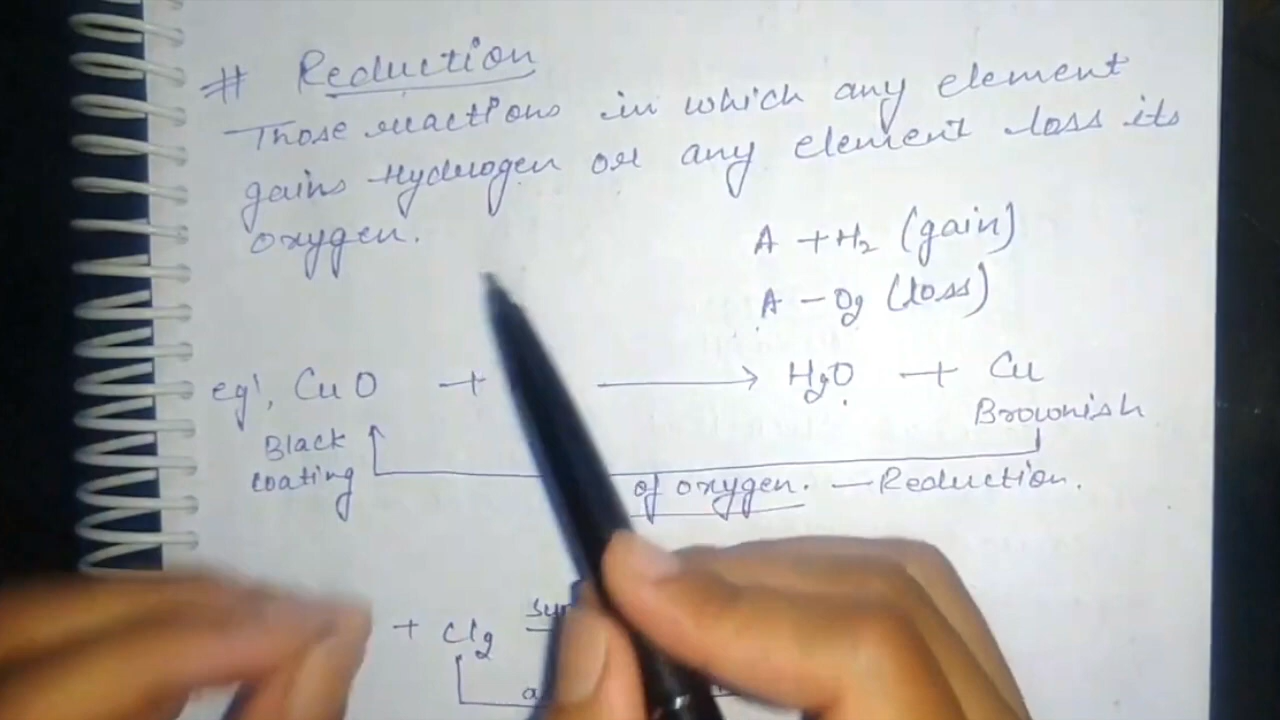 # Reduction
Those reactions in which any element
gains Hydrogen or any element loss its
oxygen.
A + H₂ (gain)
A - O₂ (loss)
eg', CuO + → H₂O + Cu
Black Brownish
coating
of oxygen. — Reduction.
+ Cl₂